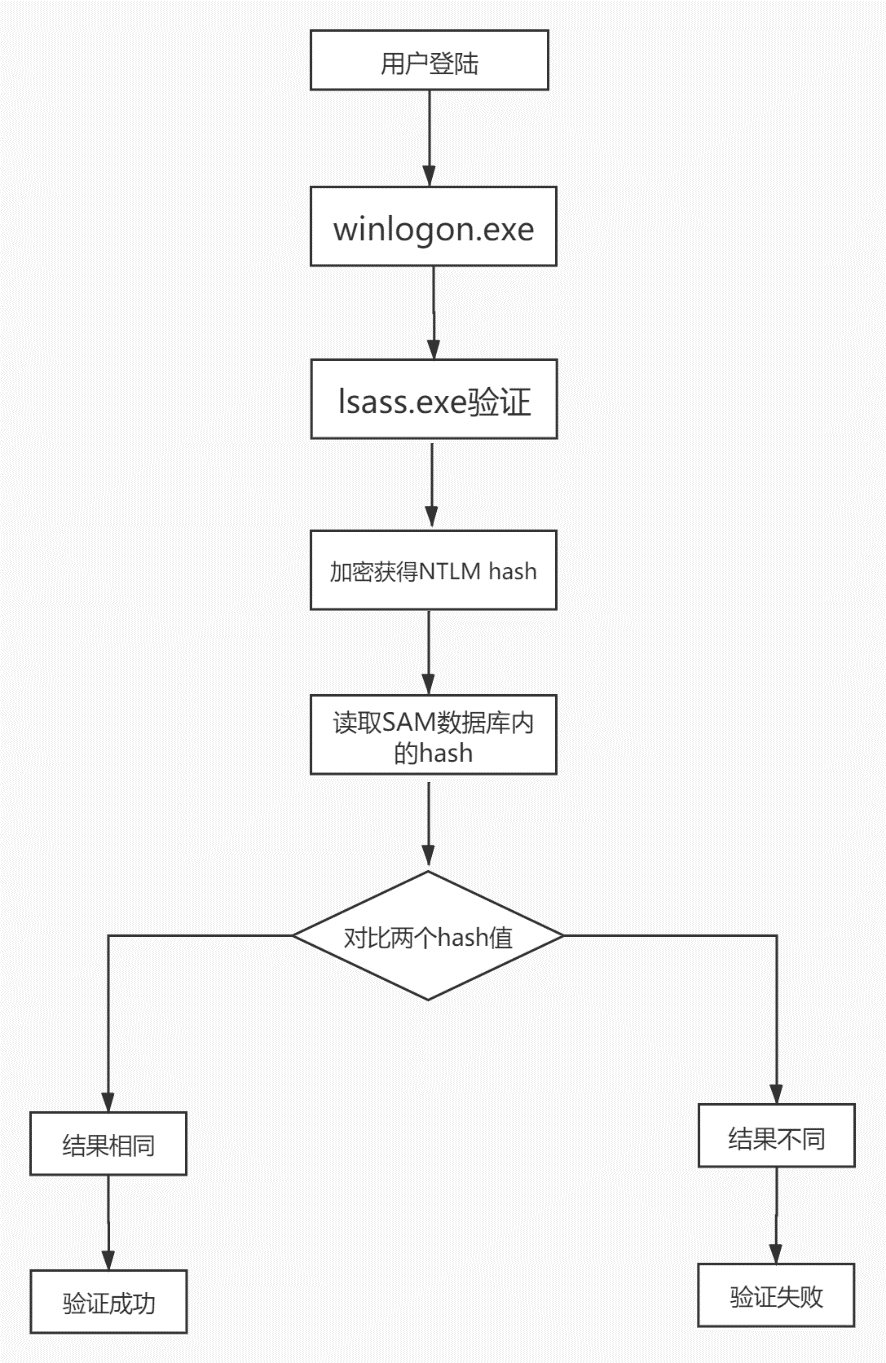 用户登陆
winlogon.exe
lsass.exe验证
加密获得NTLM hash
读取SAM数据库内
的hash
对比两个hash值
结果相同
结果不同
验证成功
验证失败